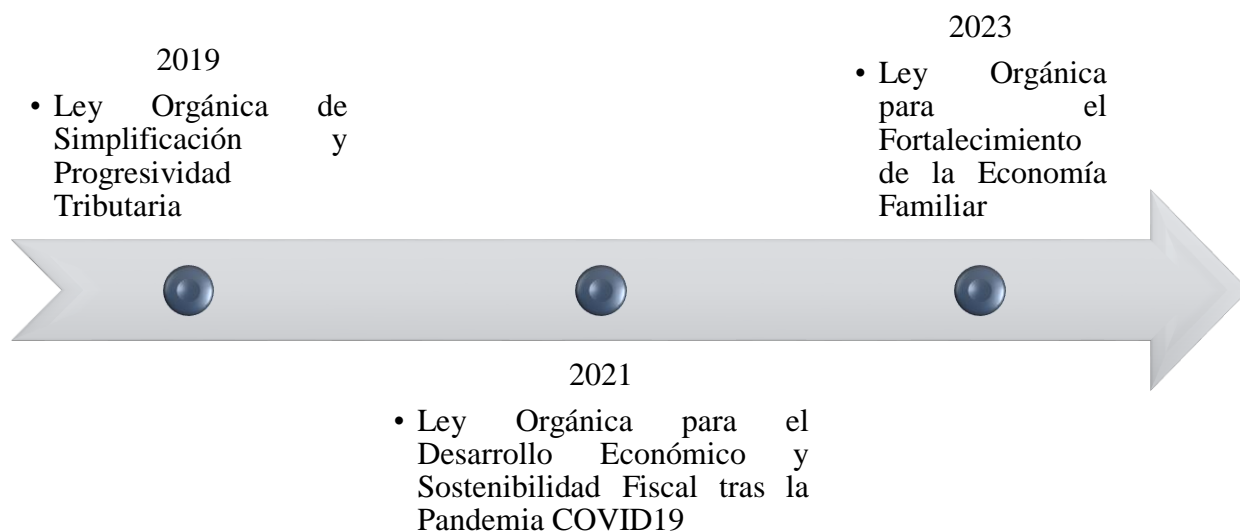 2019
• Ley Orgánica de
Simplificación y
Progresividad
Tributaria
2021
• Ley Orgánica para el
Desarrollo Económico y
Sostenibilidad Fiscal tras la
Pandemia COVID19
2023
• Ley Orgánica
para el
Fortalecimiento
de la Economía
Familiar